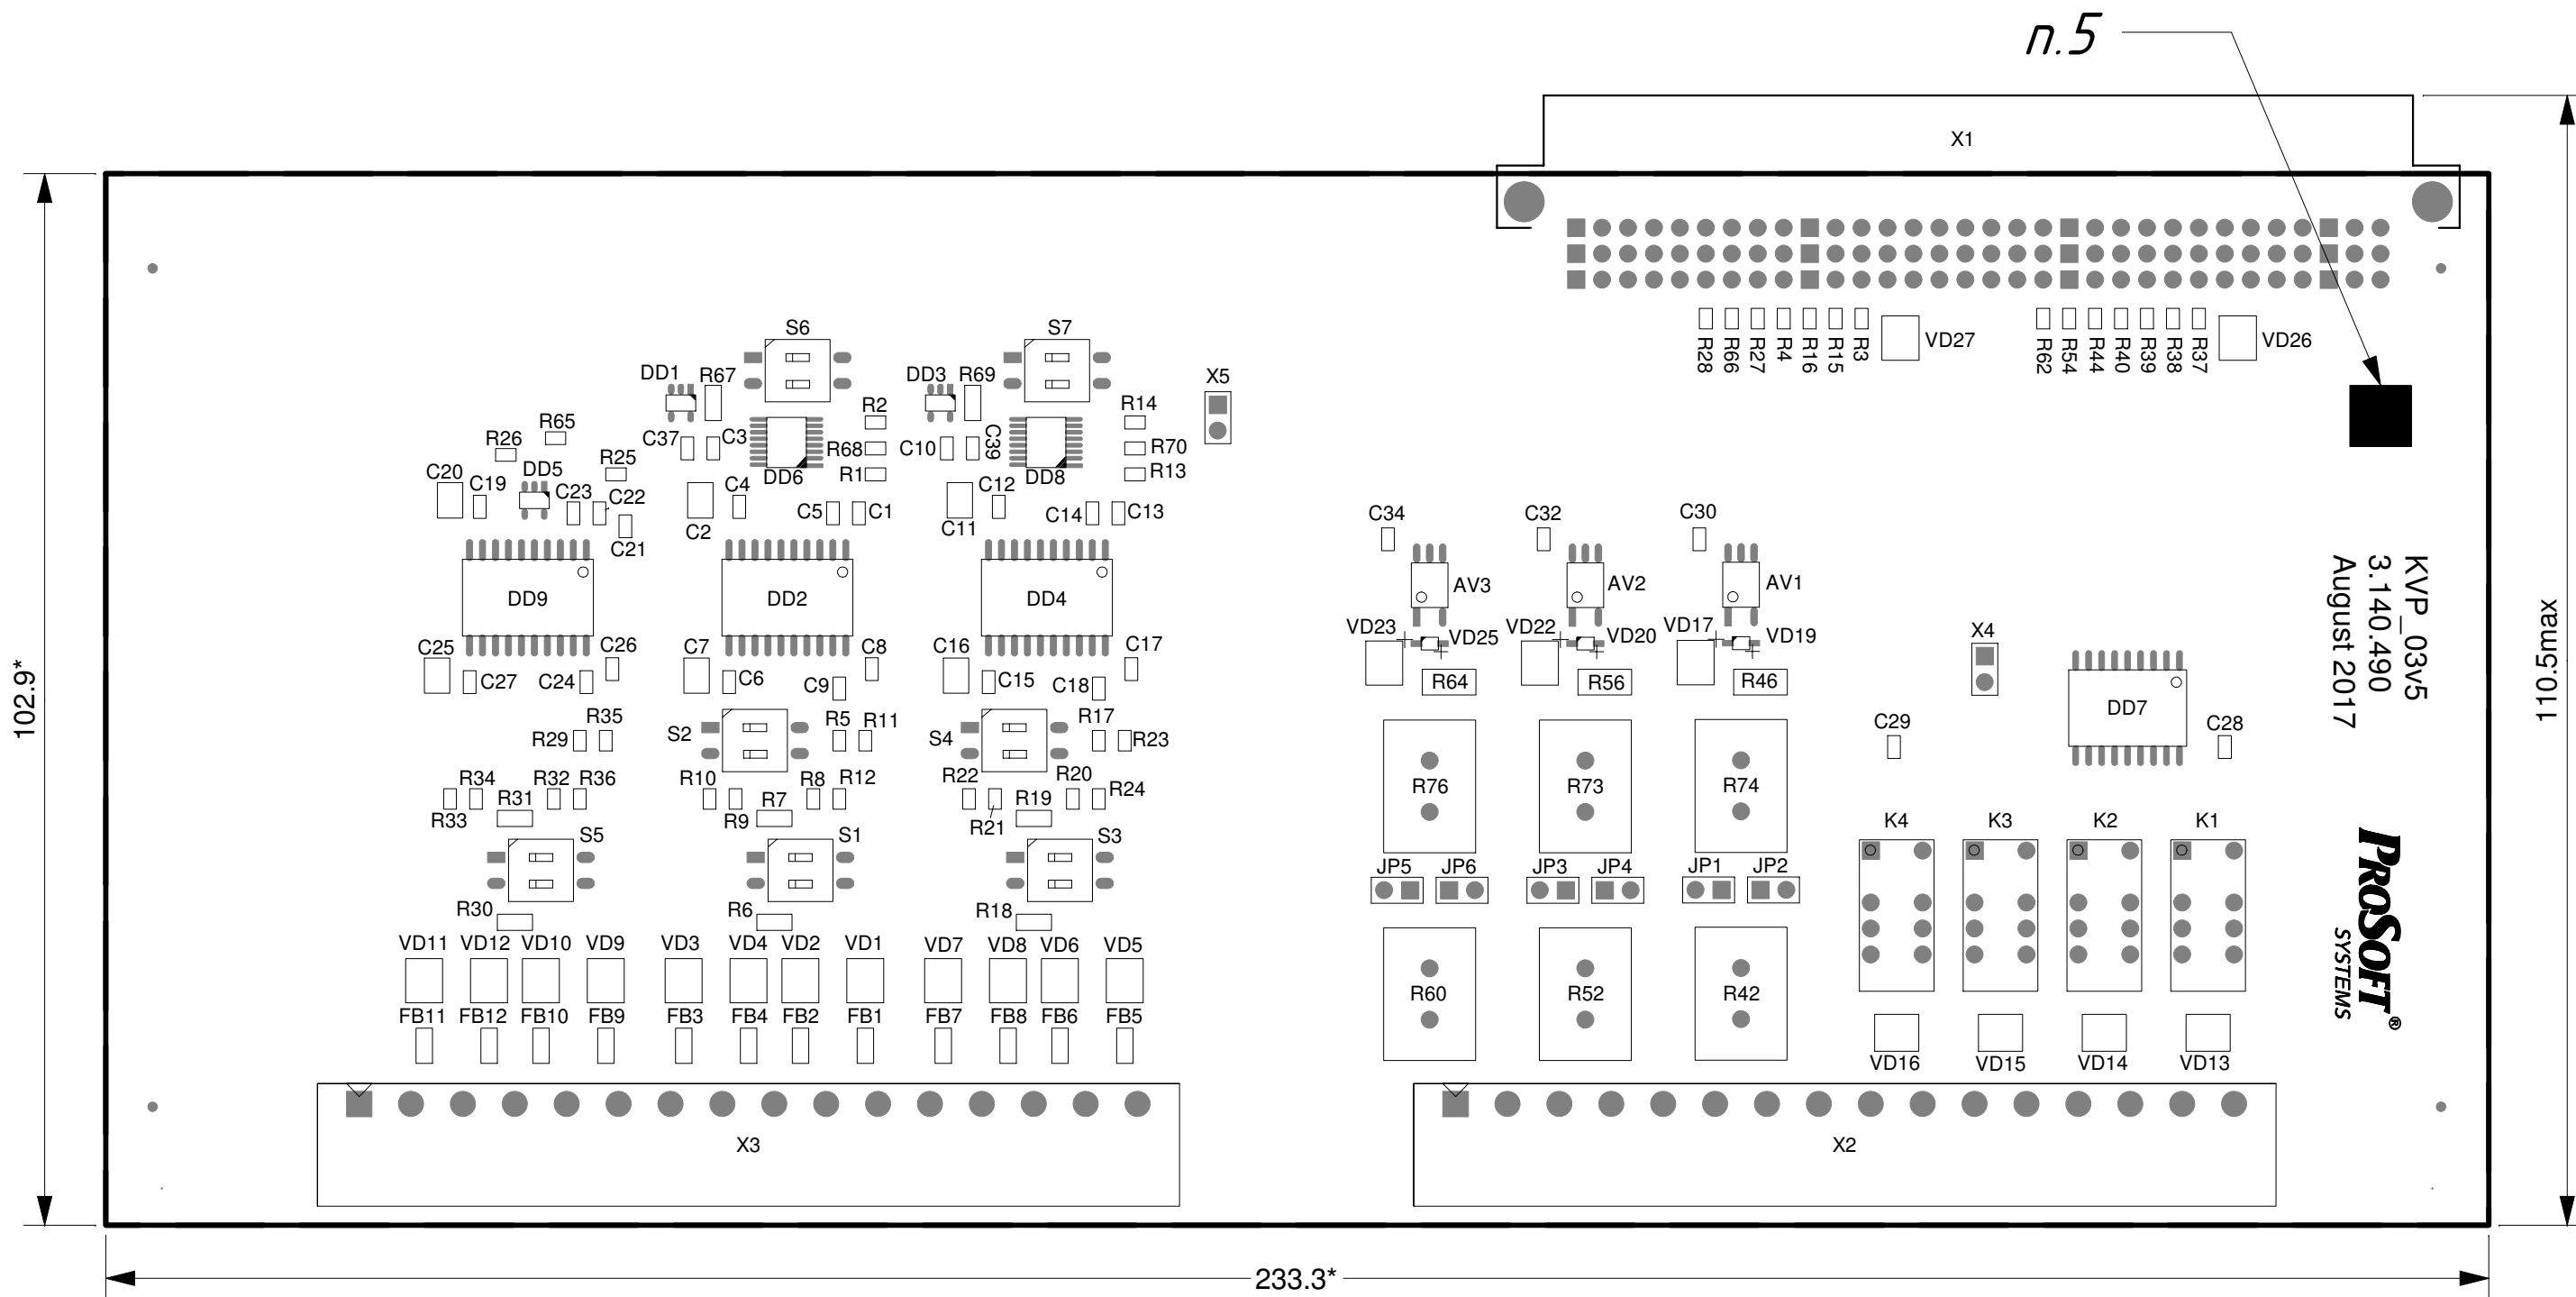 п.5
X1
S6 S7
R28 R66 R27 R4 R16 R15 R3 VD27 R62 R54 R44 R40 R39 R38 R37 VD26
DD1 R67 DD3 R69 X5
R2 R14
R65
R26 C37 C3 R68 C10 C39 R70
C20 C19 DD5 R25 DD6 R1 DD8 R13
C23 C22 C4 C12
C2 C5 C1 C11 C14 C13 C34 C32 C30
C21
DD9 DD2 DD4 AV3 AV2 AV1
KVP_03v5
3.140.490
August 2017
102.9*
110.5max
VD23 VD25 VD22 VD20 VD17 VD19 X4
C25 C26 C7 C8 C16 C17
C27 C24 C6 C9 C15 C18 R64 R56 R46
DD7
R35 S2 R5 R11 S4 R17 C29 C28
R29 R23
R34 R32 R36 R10 R8 R12 R22 R20 R76 R73 R74
R33 R31 R9 R7 R21 R19 R24
S5 S1 S3 K4 K3 K2 K1
JP5 JP6 JP3 JP4 JP1 JP2
R30 R6 R18
VD11 VD12 VD10 VD9 VD3 VD4 VD2 VD1 VD7 VD8 VD6 VD5
R60 R52 R42
FB11 FB12 FB10 FB9 FB3 FB4 FB2 FB1 FB7 FB8 FB6 FB5
PROSOFT®
SYSTEMS
VD16 VD15 VD14 VD13
X3 X2
233.3*